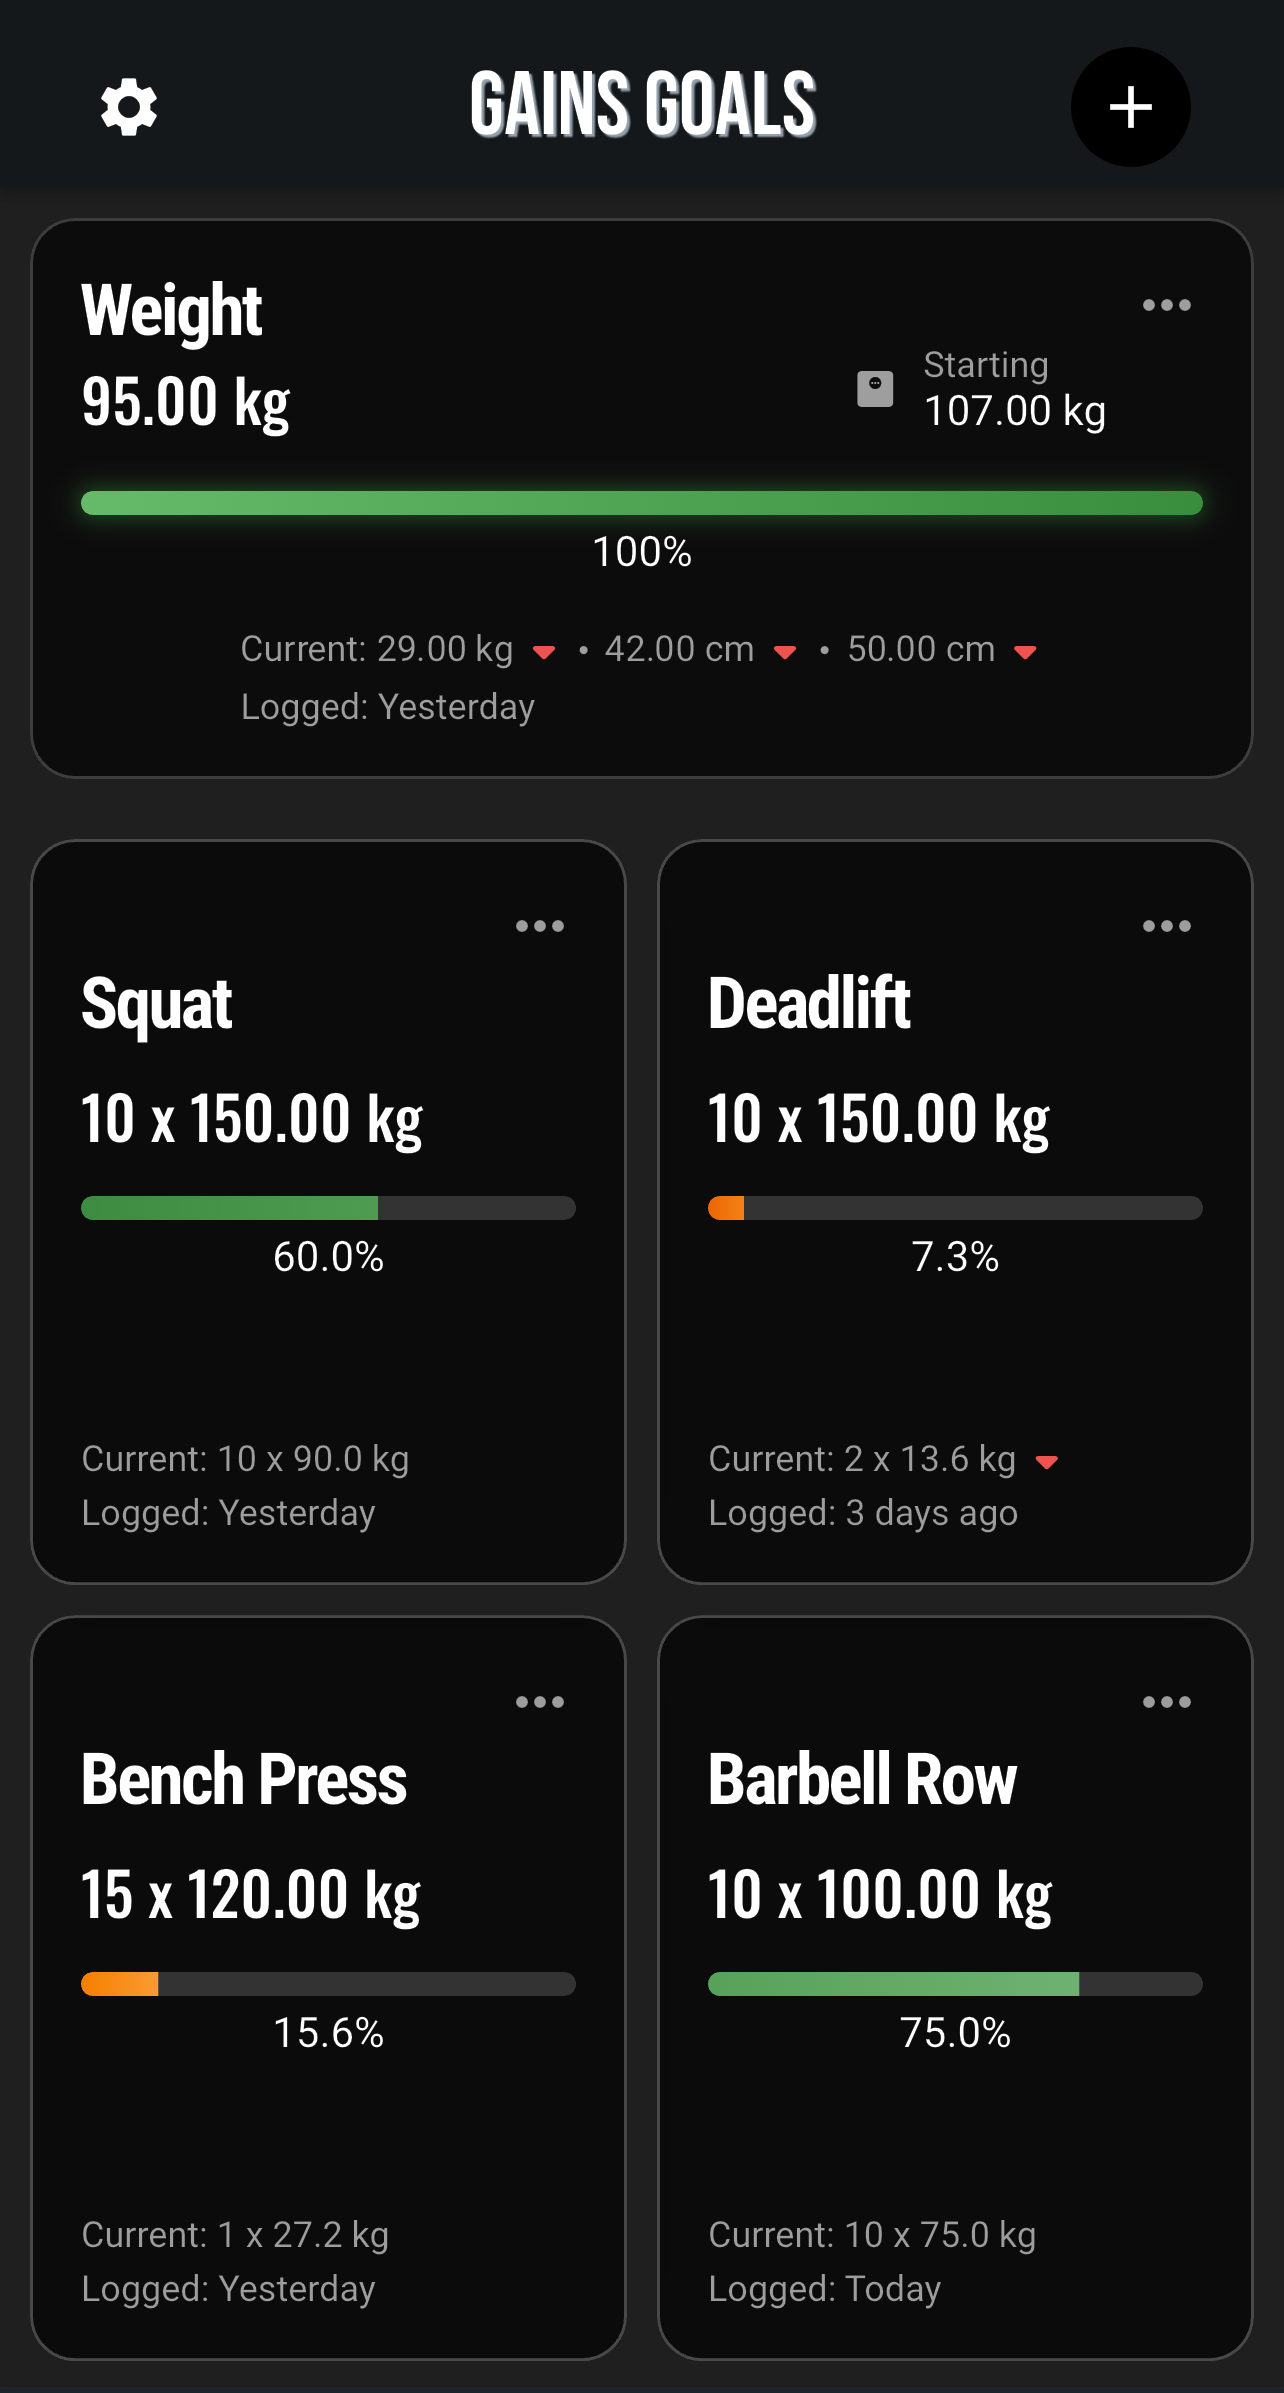 GAINS GOALS
Weight
95.00 kg
Starting
107.00 kg
100%
Current: 29.00 kg • 42.00 cm • 50.00 cm
Logged: Yesterday
Squat
10 x 150.00 kg
60.0%
Current: 10 x 90.0 kg
Logged: Yesterday
Deadlift
10 x 150.00 kg
7.3%
Current: 2 x 13.6 kg
Logged: 3 days ago
Bench Press
15 x 120.00 kg
15.6%
Current: 1 x 27.2 kg
Logged: Yesterday
Barbell Row
10 x 100.00 kg
75.0%
Current: 10 x 75.0 kg
Logged: Today